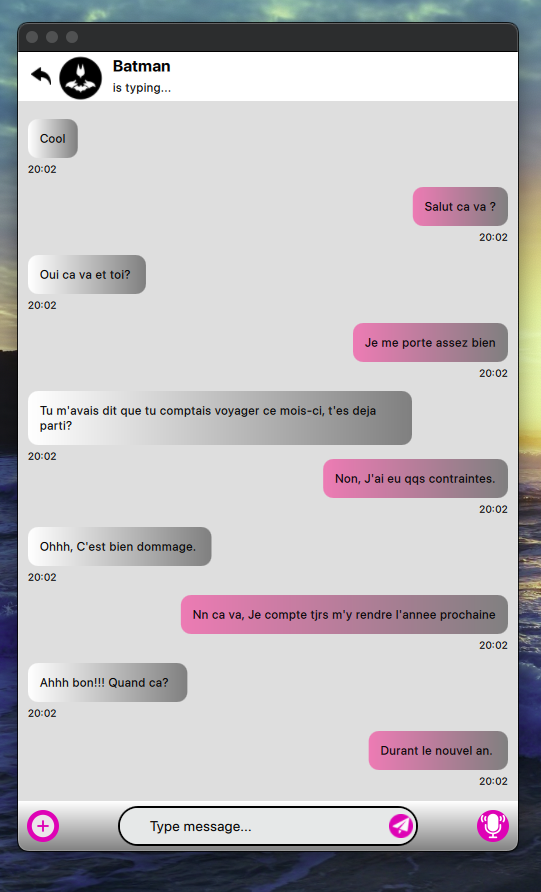 Batman
is typing...
Cool
20:02
Salut ca va ?
20:02
Oui ca va et toi?
20:02
Je me porte assez bien
20:02
Tu m'avais dit que tu comptais voyager ce mois-ci, t'es deja
parti?
20:02
Non, J'ai eu qqs contraintes.
20:02
Ohhh, C'est bien dommage.
20:02
Nn ca va, Je compte tjrs m'y rendre l'annee prochaine
20:02
Ahhh bon!!! Quand ca?
20:02
Durant le nouvel an.
20:02
Type message...